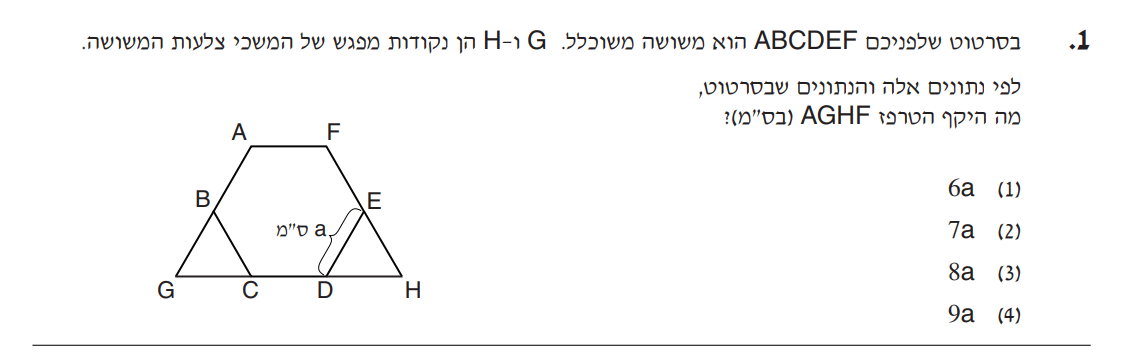 1. בסרטוט שלפניכם ABCDEF הוא משושה משוכלל. G ו-H הן נקודות מפגש של המשכי צלעות המשושה.
לפי נתונים אלה והנתונים שבסרטוט,
מה היקף הטרפז AGHF (בס"מ)?
A F
B E
a ס"מ
G C D H
(1) 6a
(2) 7a
(3) 8a
(4) 9a